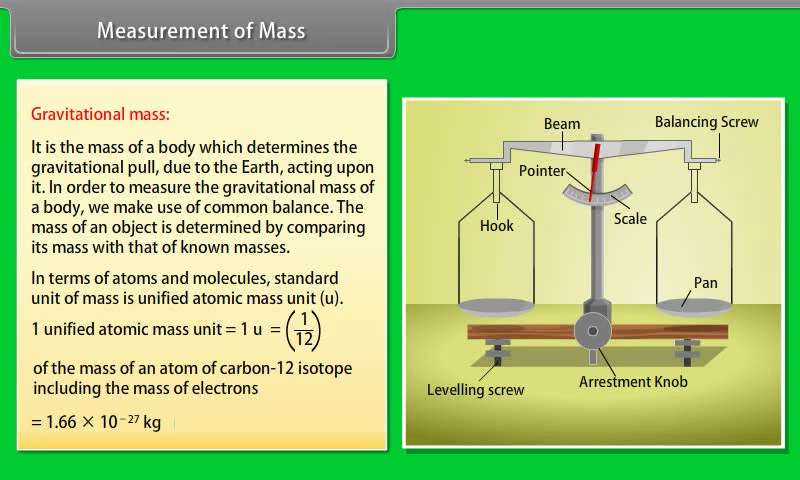 Measurement of Mass
Gravitational mass:
It is the mass of a body which determines the
gravitational pull, due to the Earth, acting upon
it. In order to measure the gravitational mass of
a body, we make use of common balance. The
mass of an object is determined by comparing
its mass with that of known masses.
In terms of atoms and molecules, standard
unit of mass is unified atomic mass unit (u).
1 unified atomic mass unit = 1 u = (1/12)
of the mass of an atom of carbon-12 isotope
including the mass of electrons
= 1.66 × 10⁻²⁷ kg
Beam
Balancing Screw
Pointer
Scale
Hook
Pan
Levelling screw
Arrestment Knob